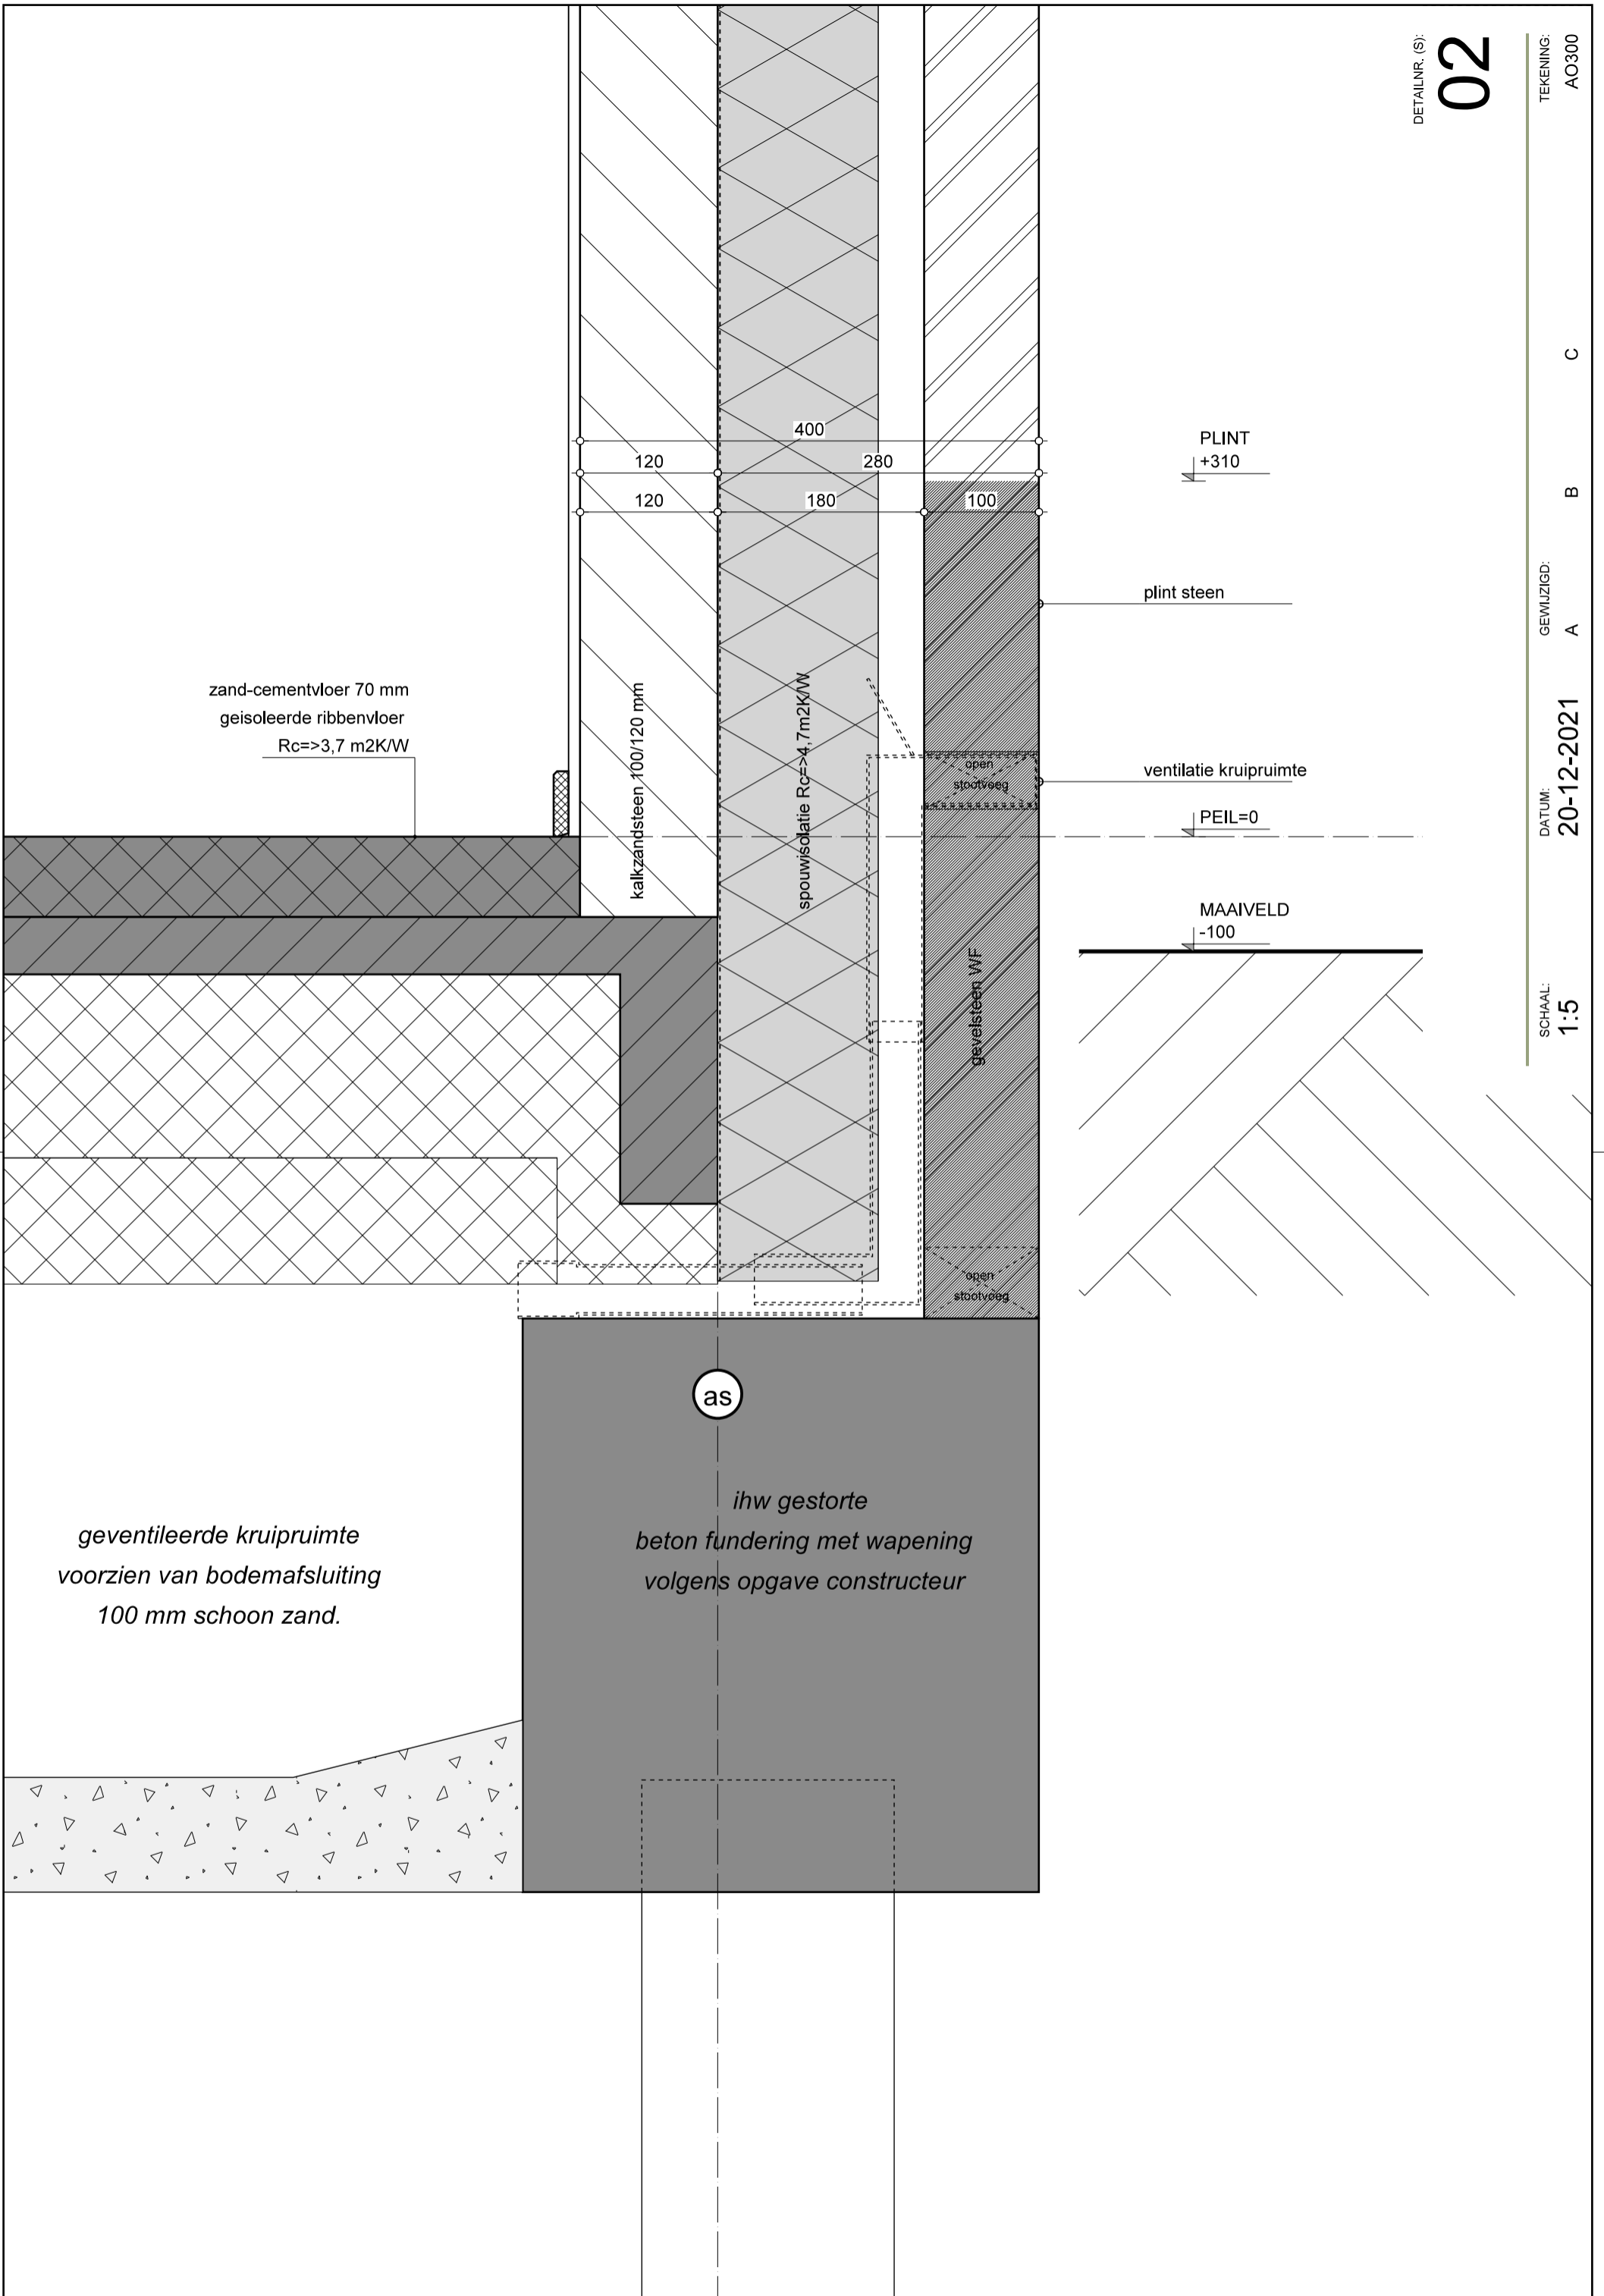 DETAILNR. (S):
02
TEKENING:
AO300
C
B
GEWIJZIGD:
A
DATUM:
20-12-2021
SCHAAL:
1:5
400
120
280
120
180
100
PLINT
+310
plint steen
zand-cementvloer 70 mm
geisoleerde ribbenvloer
Rc=>3,7 m2K/W
kalkzandsteen 100/120 mm
spouwisolatie Rc=>4,7m2K/W
open
stootvoeg
ventilatie kruipruimte
PEIL=0
MAAIVELD
-100
gevelsteen WF
open
stootvoeg
as
ihw gestorte
beton fundering met wapening
volgens opgave constructeur
geventileerde kruipruimte
voorzien van bodemafsluiting
100 mm schoon zand.